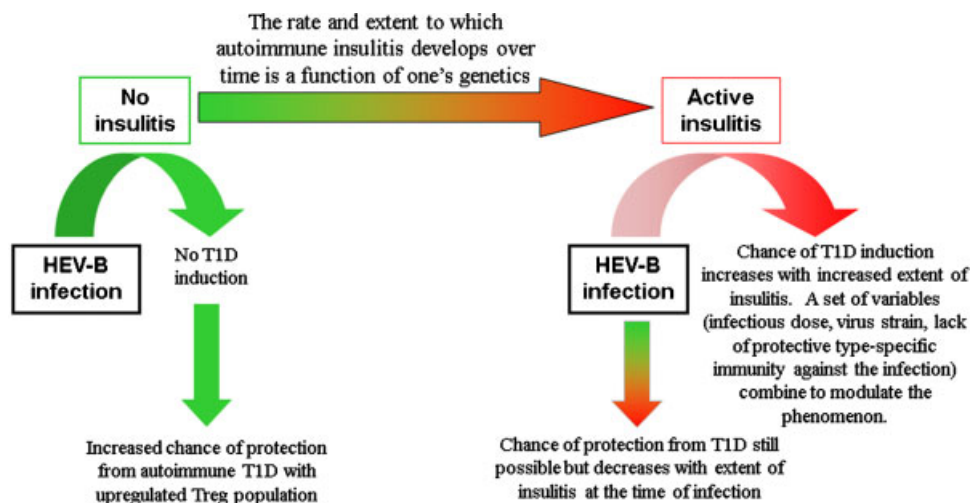 The rate and extent to which
autoimmune insulitis develops over
time is a function of one's genetics
No
insulitis
Active
insulitis
HEV-B
infection
No T1D
induction
HEV-B
infection
Chance of T1D induction
increases with increased extent of
insulitis. A set of variables
(infectious dose, virus strain, lack
of protective type-specific
immunity against the infection)
combine to modulate the
phenomenon.
Increased chance of protection
from autoimmune T1D with
upregulated Treg population
Chance of protection from T1D still
possible but decreases with extent of
insulitis at the time of infection